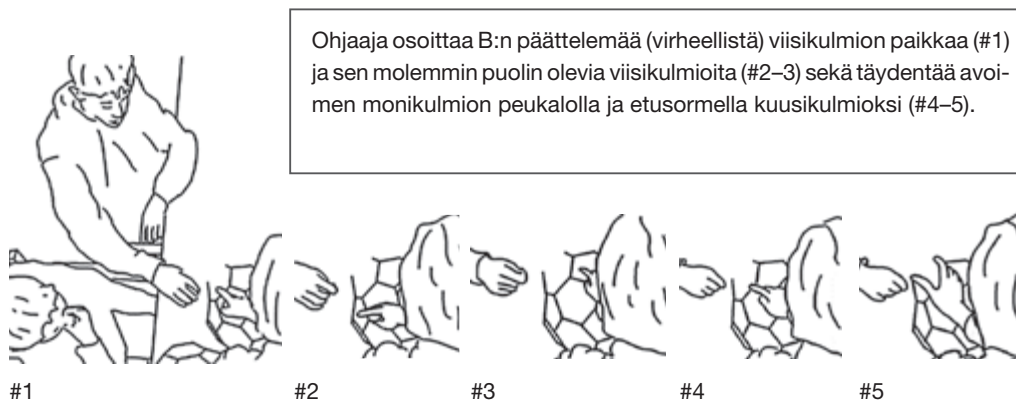 Ohjaaja osoittaa B:n päättelemää (virheellistä) viisikulmion paikkaa (#1)
ja sen molemmin puolin olevia viisikulmioita (#2–3) sekä täydentää avoi-
men monikulmion peukalolla ja etusormella kuusikulmioksi (#4–5).
#1 #2 #3 #4 #5